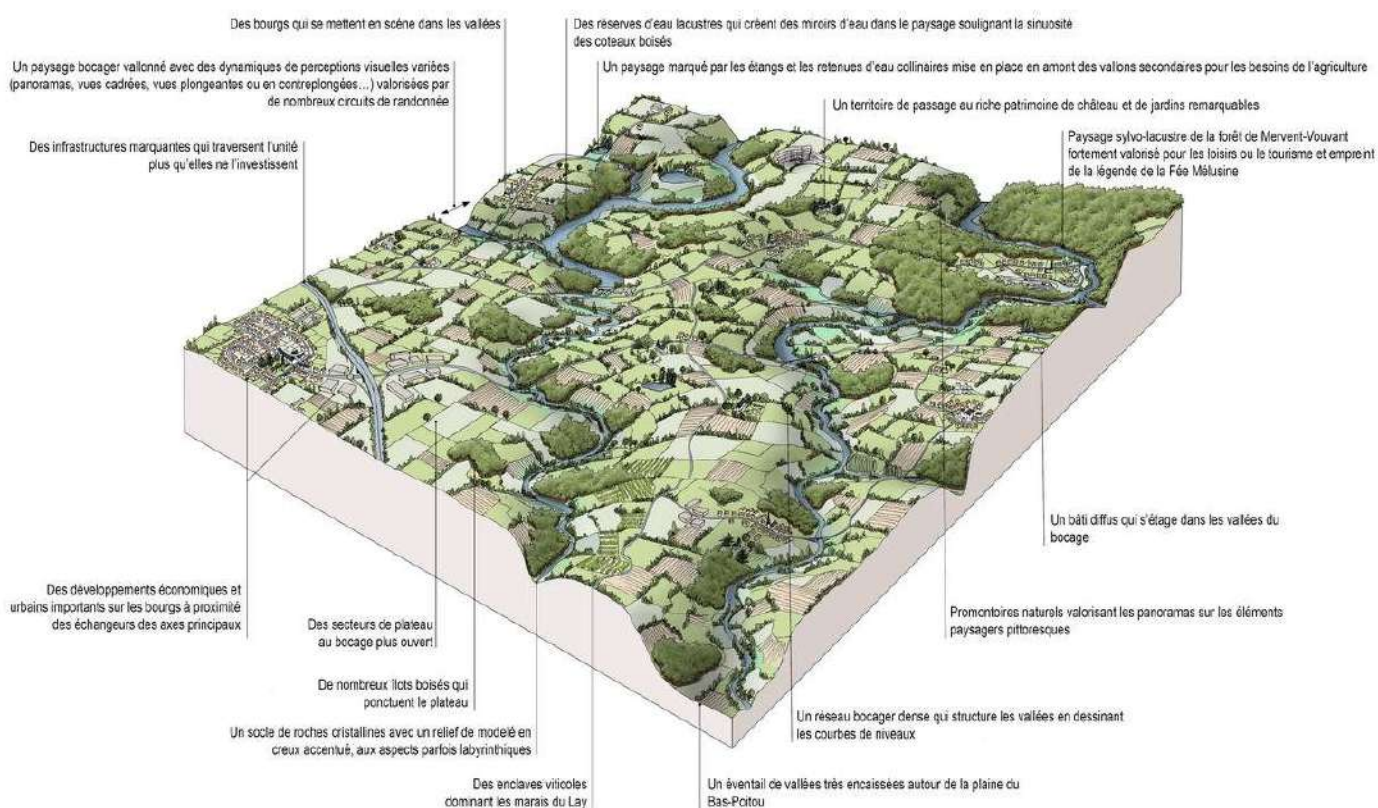 Des bourgs qui se mettent en scène dans les vallées
Des réserves d'eau lacustres qui créent des miroirs d'eau dans le paysage soulignant la sinuosité
des coteaux boisés
Un paysage bocager vallonné avec des dynamiques de perceptions visuelles variées
(panoramas, vues cadrées, vues plongeantes ou en contreplongées…) valorisées par
de nombreux circuits de randonnée
Un paysage marqué par les étangs et les retenues d'eau collinaires mise en place en amont des vallons secondaires pour les besoins de l'agriculture
Un territoire de passage au riche patrimoine de château et de jardins remarquables
Des infrastructures marquantes qui traversent l'unité
plus qu'elles ne l'investissent
Paysage sylvo-lacustre de la forêt de Mervent-Vouvant
fortement valorisé pour les loisirs ou le tourisme et empreint
de la légende de la Fée Mélusine
Un bâti diffus qui s'étage dans les vallées du
bocage
Des développements économiques et
urbains importants sur les bourgs à proximité
des échangeurs des axes principaux
Des secteurs de plateau
au bocage plus ouvert
Promontoires naturels valorisant les panoramas sur les éléments
paysagers pittoresques
De nombreux îlots boisés qui
ponctuent le plateau
Un réseau bocager dense qui structure les vallées en dessinant
les courbes de niveaux
Un socle de roches cristallines avec un relief de modelé en
creux accentué, aux aspects parfois labyrinthiques
Des enclaves viticoles
dominant les marais du Lay
Un éventail de vallées très encaissées autour de la plaine du
Bas-Poitou